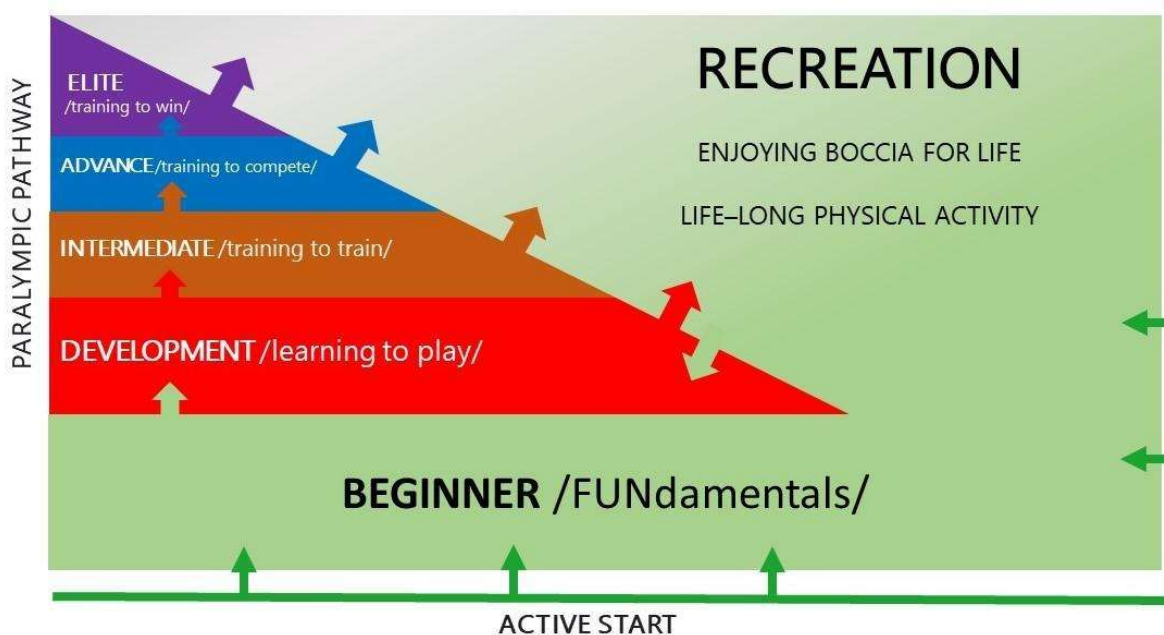 PARALYMPIC PATHWAY
ELITE
/training to win/
ADVANCE/training to compete/
INTERMEDIATE/training to train/
DEVELOPMENT/learning to play/
RECREATION
ENJOYING BOCCIA FOR LIFE
LIFE–LONG PHYSICAL ACTIVITY
BEGINNER /FUNdamentals/
ACTIVE START